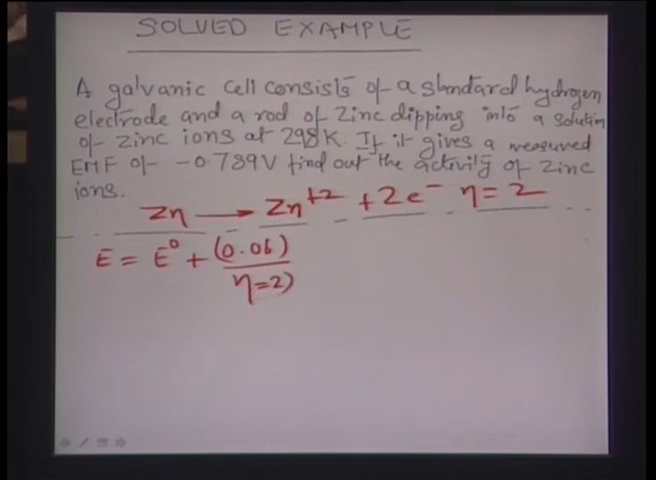 SOLVED EXAMPLE
A galvanic cell consists of a standard hydrogen
electrode and a rod of Zinc dipping into a solution
of Zinc ions at 298K. If it gives a measured
EMF of -0.789V find out the activity of Zinc
ions.
Zn → Zn⁺² + 2e⁻ n = 2
E = E⁰ + (0.06)
n=2)